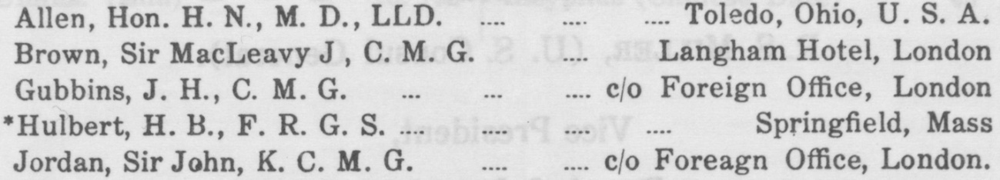 Allen, Hon. H. N., M. D., LLD. .... .... .... Toledo, Ohio, U. S. A.
Brown, Sir MacLeavy J, C. M. G. .... Langham Hotel, London
Gubbins, J. H., C. M. G. ... ... .... c/o Foreign Office, London
*Hulbert, H. B., F. R. G. S. .... .... .... .... Springfield, Mass
Jordan, Sir John, K. C. M. G. .... .... c/o Foreagn Office, London.